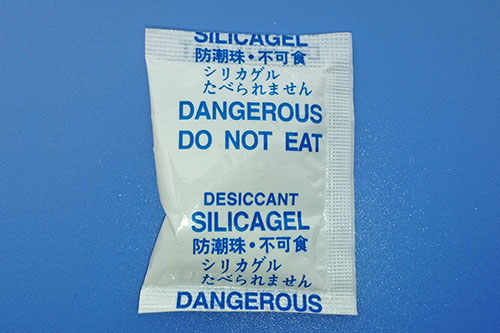 SILICAGEL
防潮珠・不可食
シリカゲル
たべられません
DANGEROUS
DO NOT EAT
DESICCANT
SILICAGEL
防潮珠・不可食
シリカゲル
たべられません
DANGEROUS